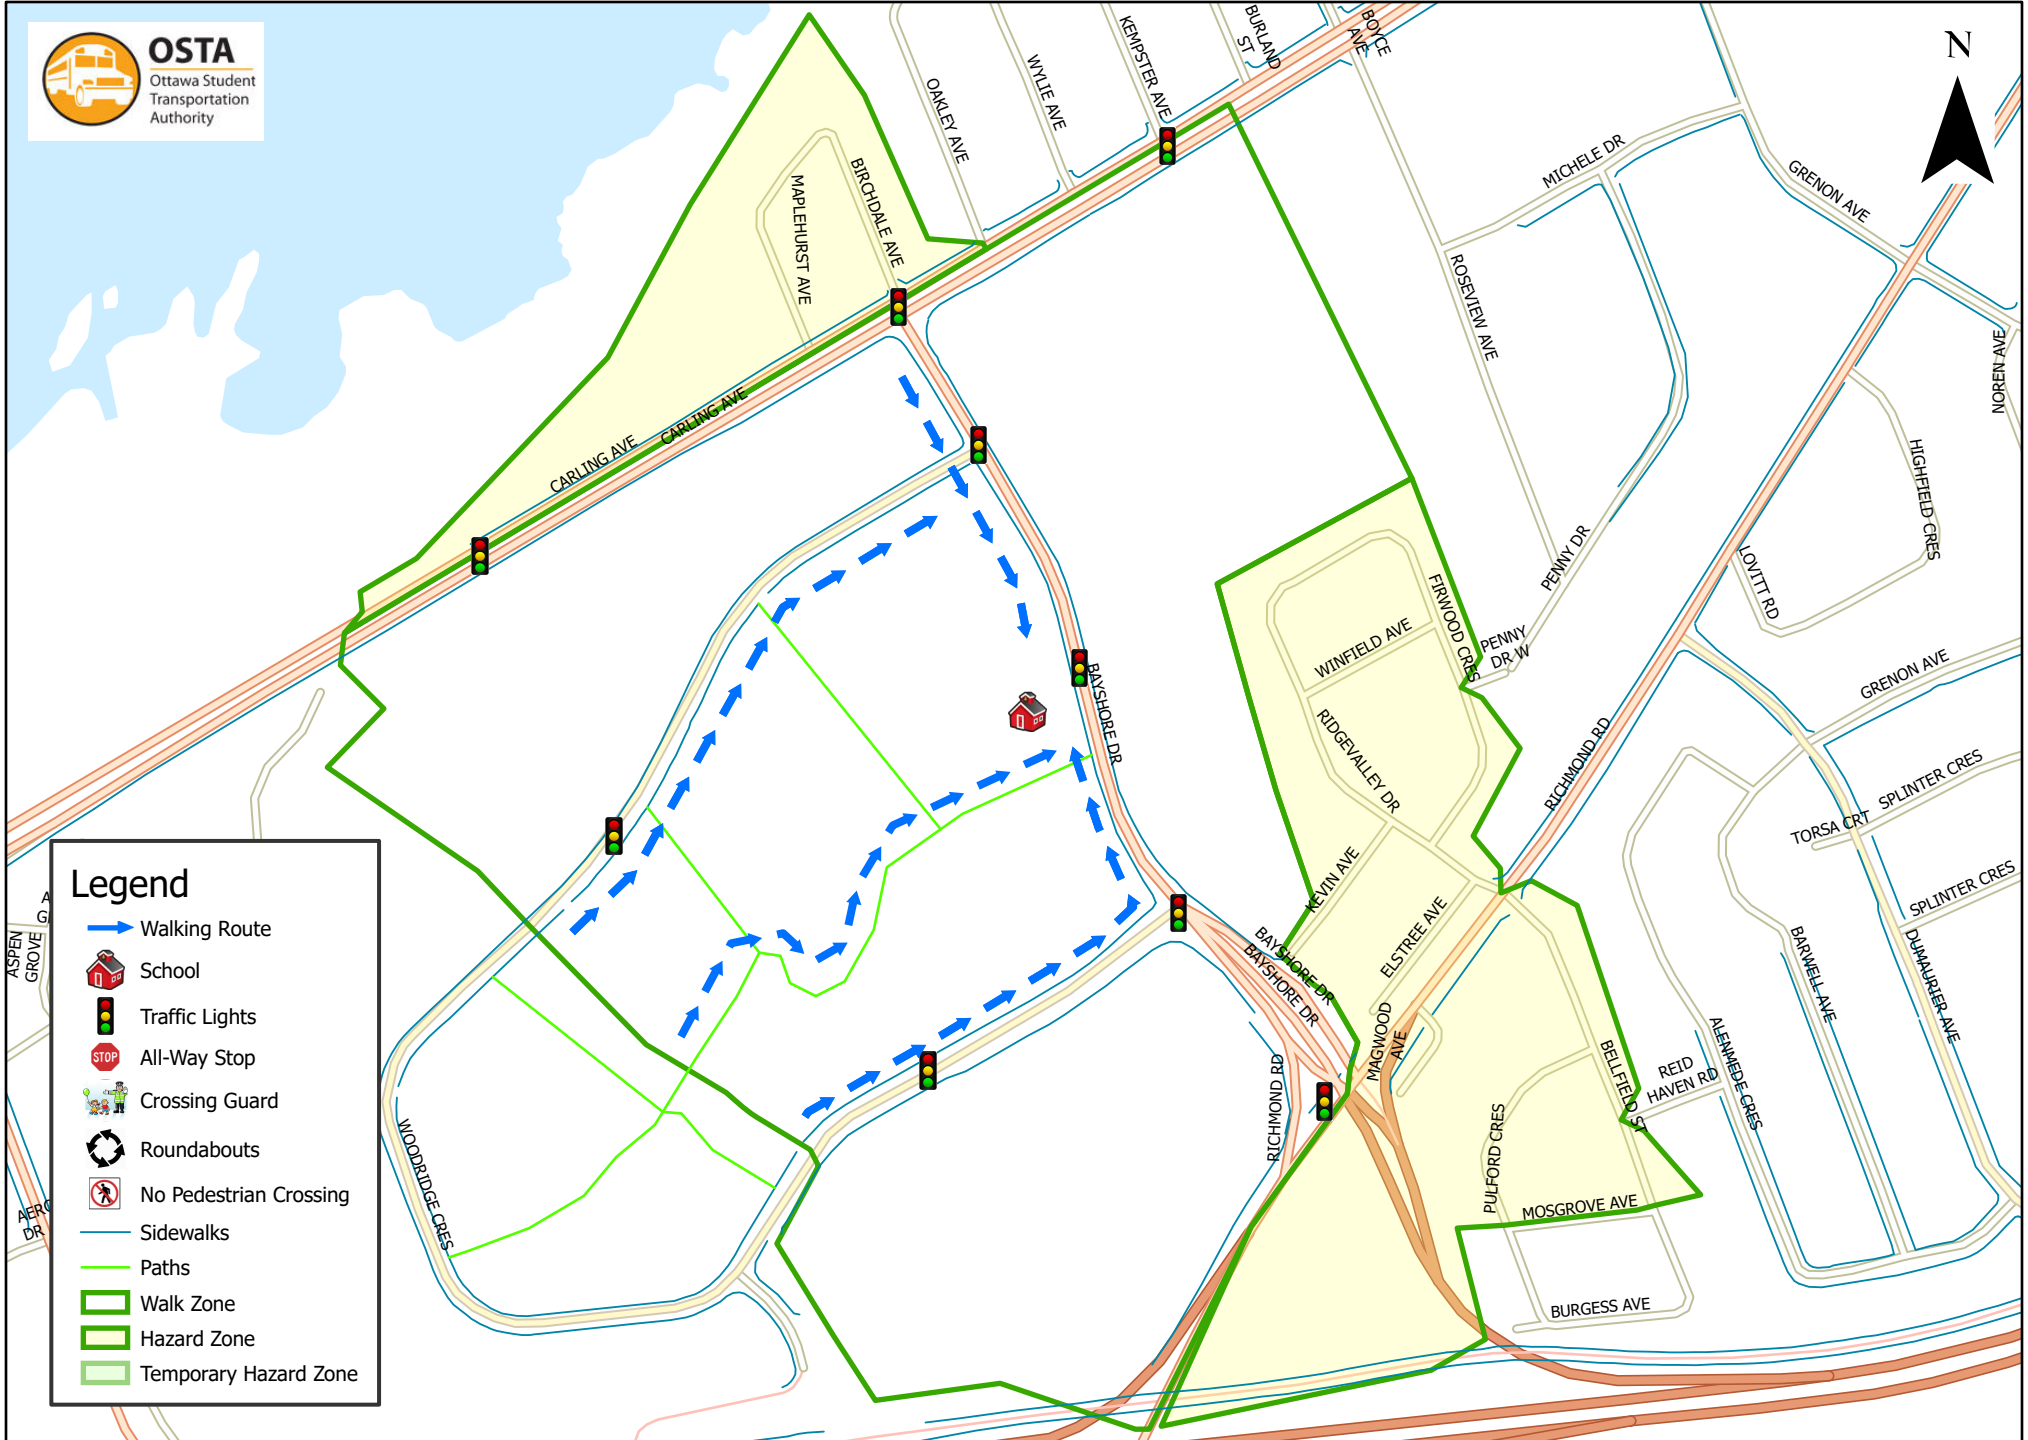 OSTA
Ottawa Student
Transportation
Authority
N
OAKLEY AVE
WYLIE AVE
KEMPSTER AVE
BURLAND
ST
BOYCE
AVE
MICHELE DR
GRENON AVE
MAPLEHURST AVE
BIRCHDALE AVE
ROSEVIEW AVE
NOREN AVE
CARLING AVE
CARLING AVE
HIGHFIELD CRES
PENNY DR
LOVITT RD
FIRWOOD CRES
WINFIELD AVE
PENNY
DR W
GRENON AVE
BAYSHORE DR
RIDGEVALLEY DR
RICHMOND RD
SPLINTER CRES
TORSA CRT
KEVIN AVE
ELSTREE AVE
SPLINTER CRES
BAYSHORE DR
BAYSHORE DR
BARWELL AVE
DUMAURIER AVE
MAGWOOD
AVE
RICHMOND RD
BELLFIELD ST
REID
HAVEN RD
ALENMEDE CRES
PULFORD CRES
MOSGROVE AVE
BURGESS AVE
WOODRIDGE CRES
A
G
ASPEN
GROVE
AERO
DR
Legend
Walking Route
School
Traffic Lights
STOP
All-Way Stop
Crossing Guard
Roundabouts
No Pedestrian Crossing
Sidewalks
Paths
Walk Zone
Hazard Zone
Temporary Hazard Zone